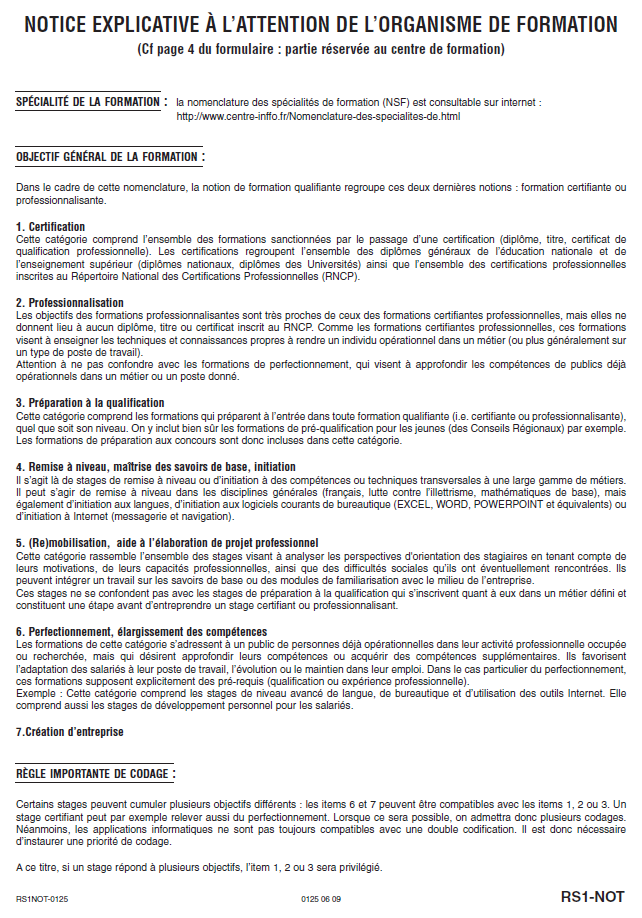 NOTICE EXPLICATIVE À L'ATTENTION DE L'ORGANISME DE FORMATION
(Cf page 4 du formulaire : partie réservée au centre de formation)
SPÉCIALITÉ DE LA FORMATION : la nomenclature des spécialités de formation (NSF) est consultable sur internet :
http://www.centre-inffo.fr/Nomenclature-des-specialites-de.html
OBJECTIF GÉNÉRAL DE LA FORMATION :
Dans le cadre de cette nomenclature, la notion de formation qualifiante regroupe ces deux dernières notions : formation certifiante ou
professionnalisante.
1. Certification
Cette catégorie comprend l'ensemble des formations sanctionnées par le passage d'une certification (diplôme, titre, certificat de
qualification professionnelle). Les certifications regroupent l'ensemble des diplômes généraux de l'éducation nationale et de
l'enseignement supérieur (diplômes nationaux, diplômes des Universités) ainsi que l'ensemble des certifications professionnelles
inscrites au Répertoire National des Certifications Professionnelles (RNCP).
2. Professionnalisation
Les objectifs des formations professionnalisantes sont très proches de ceux des formations certifiantes professionnelles, mais elles ne
donnent lieu à aucun diplôme, titre ou certificat inscrit au RNCP. Comme les formations certifiantes professionnelles, ces formations
visent à enseigner les techniques et connaissances propres à rendre un individu opérationnel dans un métier (ou plus généralement sur
un type de poste de travail).
Attention à ne pas confondre avec les formations de perfectionnement, qui visent à approfondir les compétences de publics déjà
opérationnels dans un métier ou un poste donné.
3. Préparation à la qualification
Cette catégorie comprend les formations qui préparent à l'entrée dans toute formation qualifiante (i.e. certifiante ou professionnalisante),
quel que soit son niveau. On y inclut bien sûr les formations de pré-qualification pour les jeunes (des Conseils Régionaux) par exemple.
Les formations de préparation aux concours sont donc incluses dans cette catégorie.
4. Remise à niveau, maîtrise des savoirs de base, initiation
Il s'agit là de stages de remise à niveau ou d'initiation à des compétences ou techniques transversales à une large gamme de métiers.
Il peut s'agir de remise à niveau dans les disciplines générales (français, lutte contre l'illettrisme, mathématiques de base), mais
également d'initiation aux langues, d'initiation aux logiciels courants de bureautique (EXCEL, WORD, POWERPOINT et équivalents) ou
d'initiation à Internet (messagerie et navigation).
5. (Re)mobilisation, aide à l'élaboration de projet professionnel
Cette catégorie rassemble l'ensemble des stages visant à analyser les perspectives d'orientation des stagiaires en tenant compte de
leurs motivations, de leurs capacités professionnelles, ainsi que des difficultés sociales qu'ils ont éventuellement rencontrées. Ils
peuvent intégrer un travail sur les savoirs de base ou des modules de familiarisation avec le milieu de l'entreprise.
Ces stages ne se confondent pas avec les stages de préparation à la qualification qui s'inscrivent quant à eux dans un métier défini et
constituent une étape avant d'entreprendre un stage certifiant ou professionnalisant.
6. Perfectionnement, élargissement des compétences
Les formations de cette catégorie s'adressent à un public de personnes déjà opérationnelles dans leur activité professionnelle occupée
ou recherchée, mais qui désirent approfondir leurs compétences ou acquérir des compétences supplémentaires. Ils favorisent
l'adaptation des salariés à leur poste de travail, l'évolution ou le maintien dans leur emploi. Dans le cas particulier du perfectionnement,
ces formations supposent explicitement des pré-requis (qualification ou expérience professionnelle).
Exemple : Cette catégorie comprend les stages de niveau avancé de langue, de bureautique et d'utilisation des outils Internet. Elle
comprend aussi les stages de développement personnel pour les salariés.
7.Création d'entreprise
RÈGLE IMPORTANTE DE CODAGE :
Certains stages peuvent cumuler plusieurs objectifs différents : les items 6 et 7 peuvent être compatibles avec les items 1, 2 ou 3. Un
stage certifiant peut par exemple relever aussi du perfectionnement. Lorsque ce sera possible, on admettra donc plusieurs codages.
Néanmoins, les applications informatiques ne sont pas toujours compatibles avec une double codification. Il est donc nécessaire
d'instaurer une priorité de codage.
A ce titre, si un stage répond à plusieurs objectifs, l'item 1, 2 ou 3 sera privilégié.
RS1NOT-0125 0125 06 09 RS1-NOT